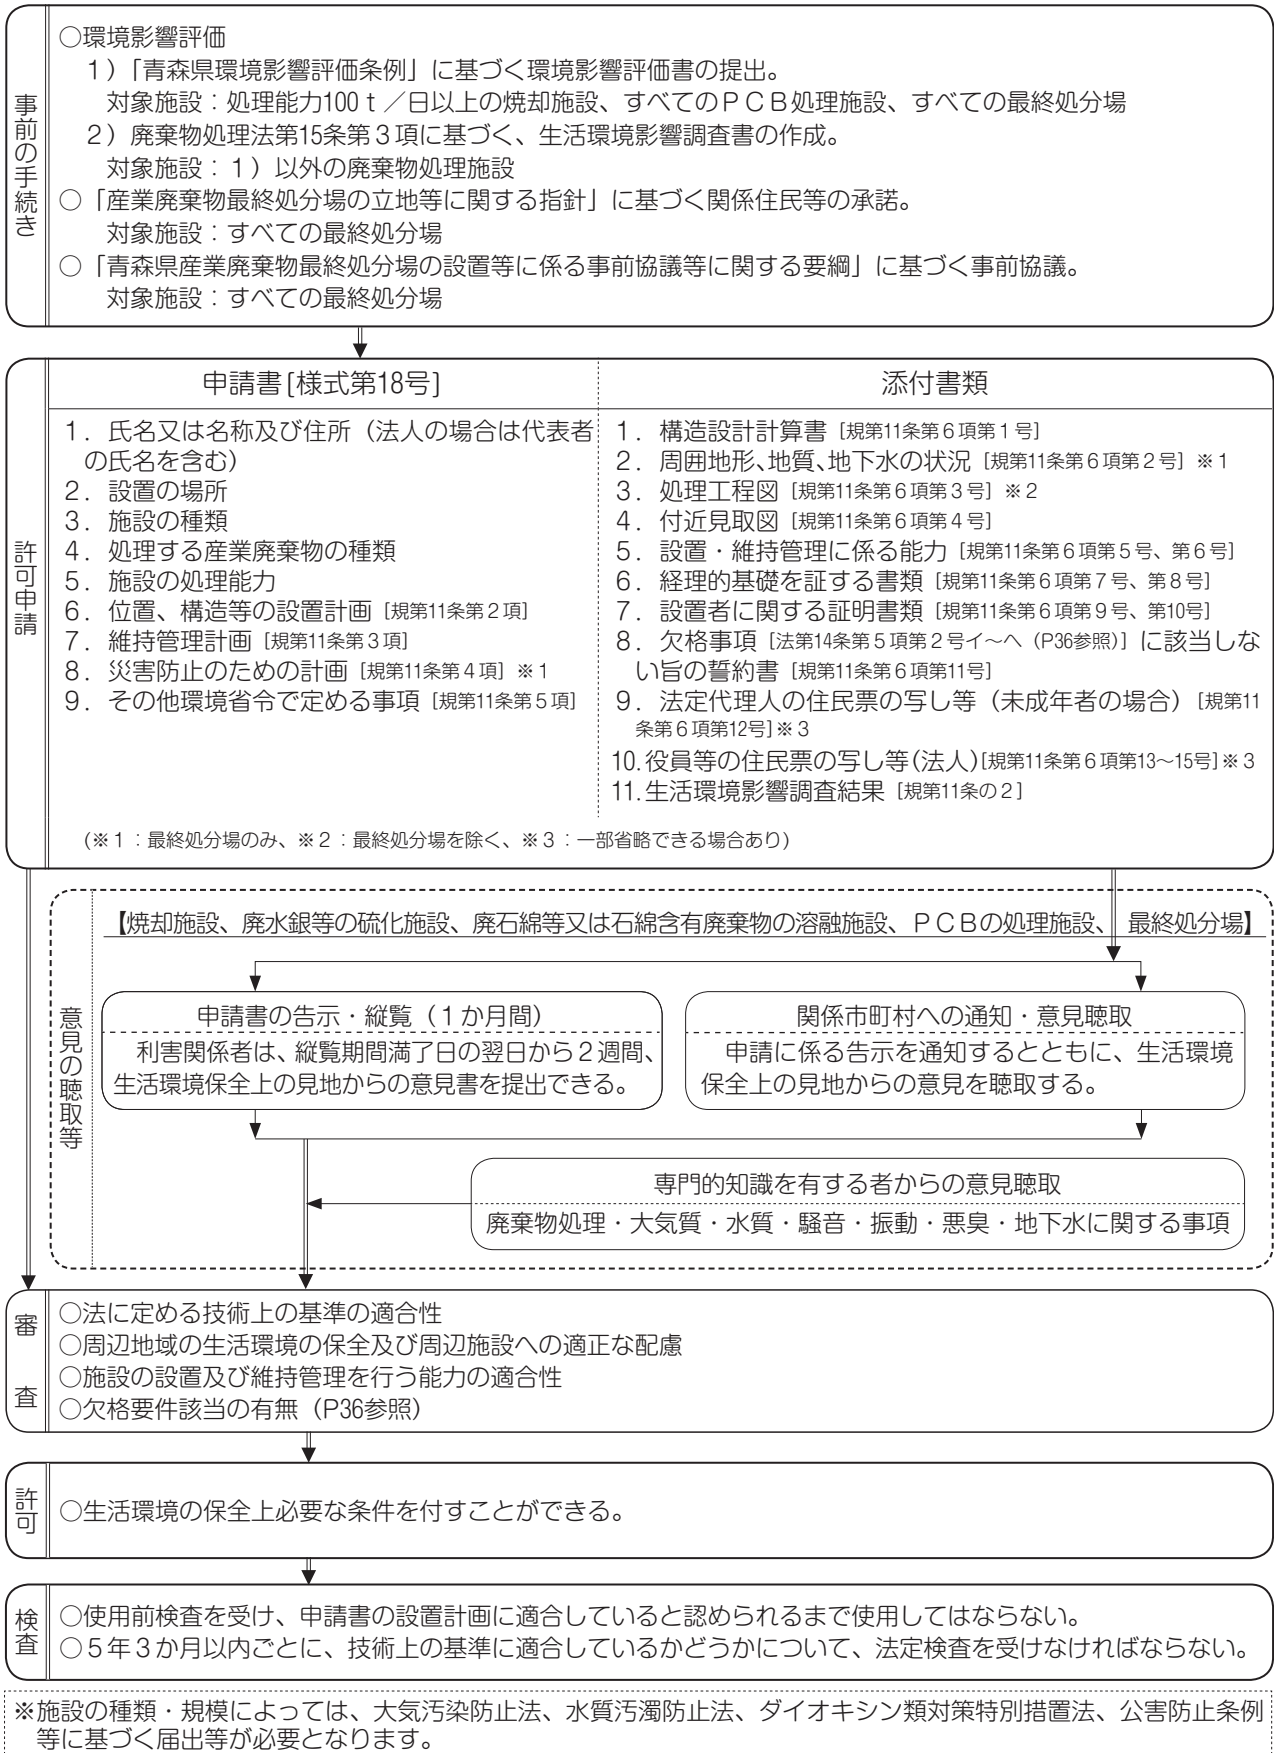 事前の手続き
○環境影響評価
1）「青森県環境影響評価条例」に基づく環境影響評価書の提出。
対象施設：処理能力100ｔ／日以上の焼却施設、すべてのＰＣＢ処理施設、すべての最終処分場
2）廃棄物処理法第15条第３項に基づく、生活環境影響調査書の作成。
対象施設：１）以外の廃棄物処理施設
○「産業廃棄物最終処分場の立地等に関する指針」に基づく関係住民等の承諾。
対象施設：すべての最終処分場
○「青森県産業廃棄物最終処分場の設置等に係る事前協議等に関する要綱」に基づく事前協議。
対象施設：すべての最終処分場
許可申請
申請書[様式第18号]
1．氏名又は名称及び住所（法人の場合は代表者
の氏名を含む）
2．設置の場所
3．施設の種類
4．処理する産業廃棄物の種類
5．施設の処理能力
6．位置、構造等の設置計画［規第11条第２項］
7．維持管理計画［規第11条第３項］
8．災害防止のための計画［規第11条第４項］※１
9．その他環境省令で定める事項［規第11条第５項］
添付書類
1．構造設計計算書［規第11条第６項第１号］
2．周囲地形、地質、地下水の状況［規第11条第６項第２号］※１
3．処理工程図［規第11条第６項第３号］※２
4．付近見取図［規第11条第６項第４号］
5．設置・維持管理に係る能力［規第11条第６項第５号、第６号］
6．経理的基礎を証する書類［規第11条第６項第７号、第８号］
7．設置者に関する証明書類［規第11条第６項第９号、第10号］
8．欠格事項［法第14条第５項第２号イ～ヘ（P36参照）］に該当しな
い旨の誓約書［規第11条第６項第11号］
9．法定代理人の住民票の写し等（未成年者の場合）［規第11
条第６項第12号］※３
10.役員等の住民票の写し等(法人)［規第11条第６項第13～15号］※３
11.生活環境影響調査結果［規第11条の２］
(※１：最終処分場のみ、※２：最終処分場を除く、※３：一部省略できる場合あり)
意見の聴取等
【焼却施設、廃水銀等の硫化施設、廃石綿等又は石綿含有廃棄物の溶融施設、ＰＣＢの処理施設、最終処分場】
申請書の告示・縦覧（１か月間）
利害関係者は、縦覧期間満了日の翌日から２週間、
生活環境保全上の見地からの意見書を提出できる。
関係市町村への通知・意見聴取
申請に係る告示を通知するとともに、生活環境
保全上の見地からの意見を聴取する。
専門的知識を有する者からの意見聴取
廃棄物処理・大気質・水質・騒音・振動・悪臭・地下水に関する事項
審査
○法に定める技術上の基準の適合性
○周辺地域の生活環境の保全及び周辺施設への適正な配慮
○施設の設置及び維持管理を行う能力の適合性
○欠格要件該当の有無（P36参照）
許可
○生活環境の保全上必要な条件を付すことができる。
検査
○使用前検査を受け、申請書の設置計画に適合していると認められるまで使用してはならない。
○５年３か月以内ごとに、技術上の基準に適合しているかどうかについて、法定検査を受けなければならない。
※施設の種類・規模によっては、大気汚染防止法、水質汚濁防止法、ダイオキシン類対策特別措置法、公害防止条例
等に基づく届出等が必要となります。